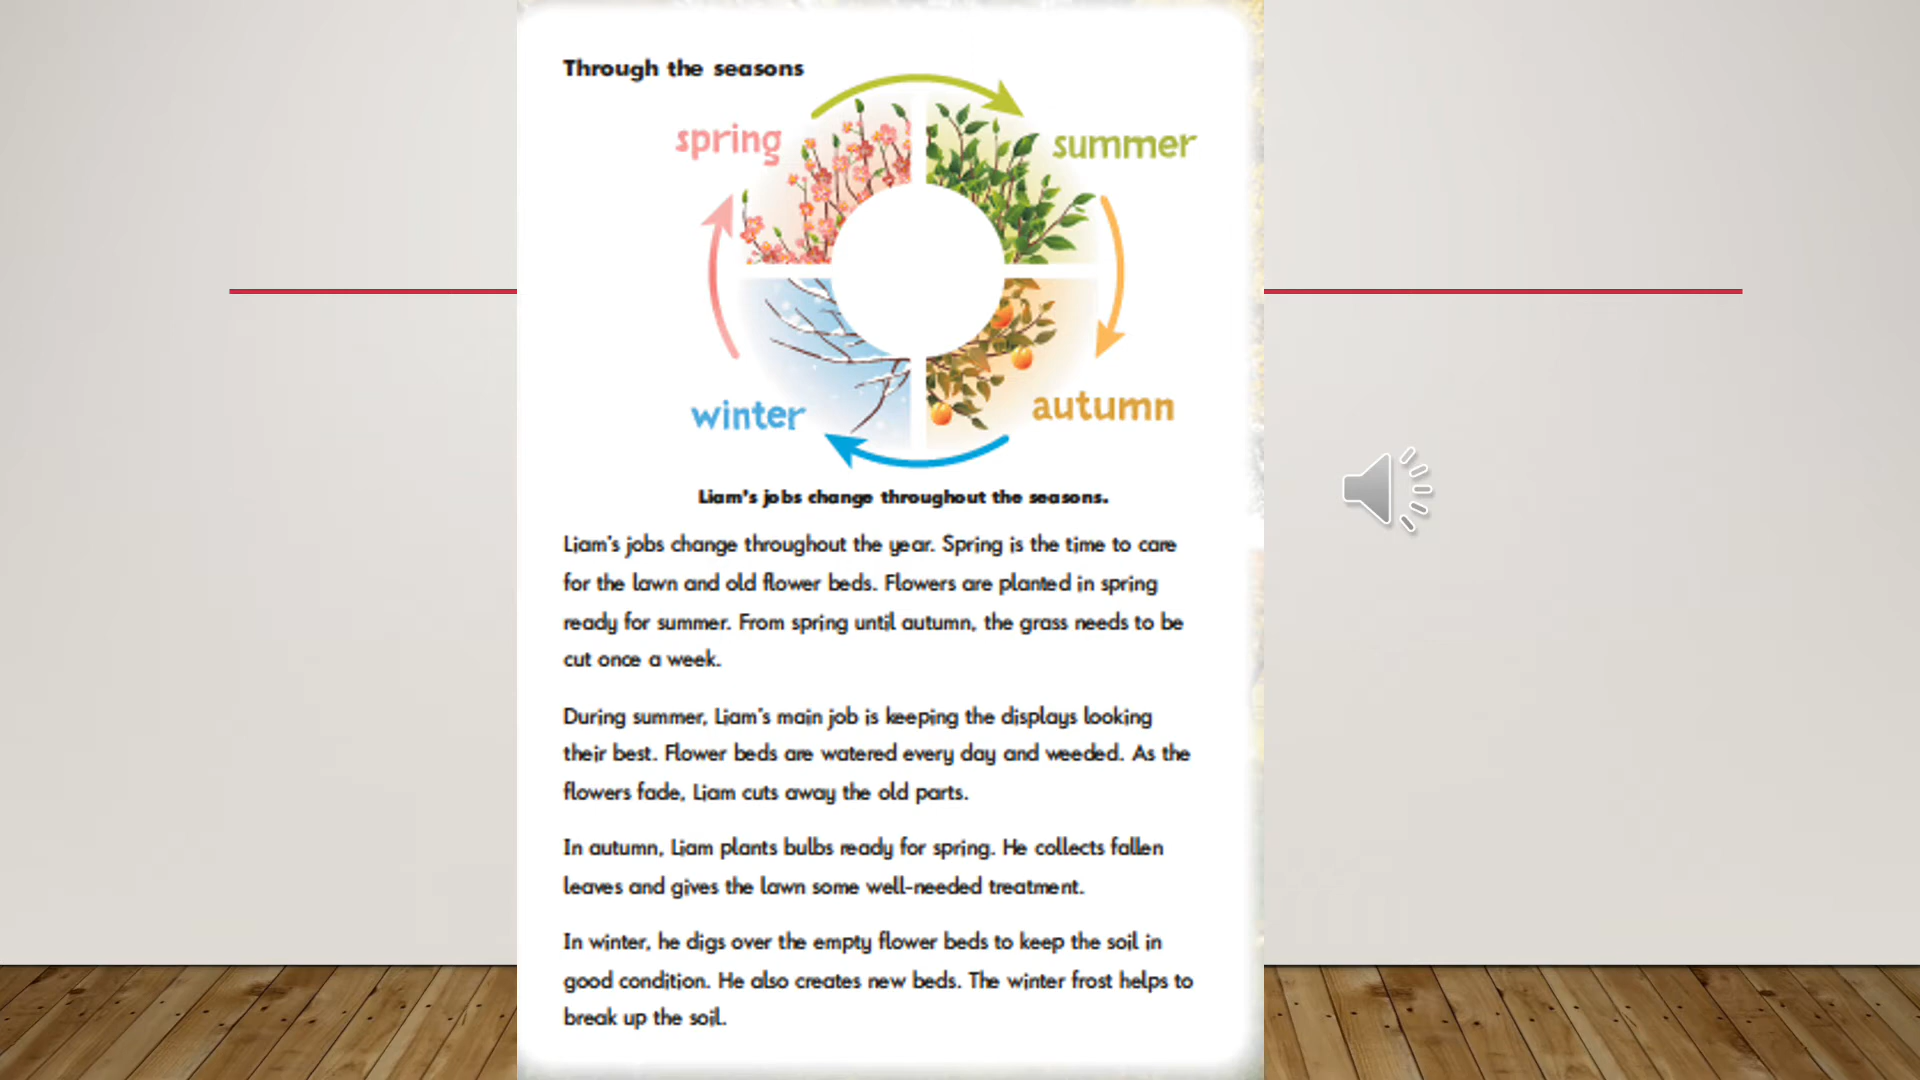 Through the seasons
spring
summer
winter
autumn
Liam's jobs change throughout the seasons.
Liam's jobs change throughout the year. Spring is the time to care
for the lawn and old flower beds. Flowers are planted in spring
ready for summer. From spring until autumn, the grass needs to be
cut once a week.
During summer, Liam's main job is keeping the displays looking
their best. Flower beds are watered every day and weeded. As the
flowers fade, Liam cuts away the old parts.
In autumn, Liam plants bulbs ready for spring. He collects fallen
leaves and gives the lawn some well-needed treatment.
In winter, he digs over the empty flower beds to keep the soil in
good condition. He also creates new beds. The winter frost helps to
break up the soil.